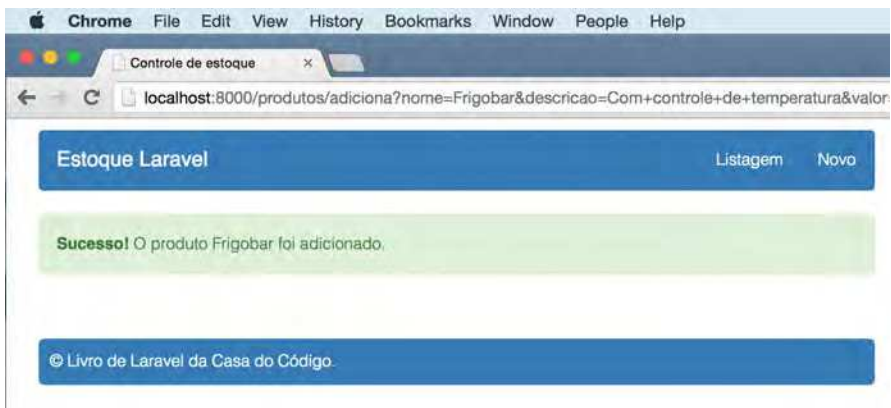 Chrome File Edit View History Bookmarks Window People Help
Controle de estoque
localhost:8000/produtos/adiciona?nome=Frigobar&descricao=Com+controle+de+temperatura&valor=
Estoque Laravel Listagem Novo
Sucesso! O produto Frigobar foi adicionado.
© Livro de Laravel da Casa do Código.